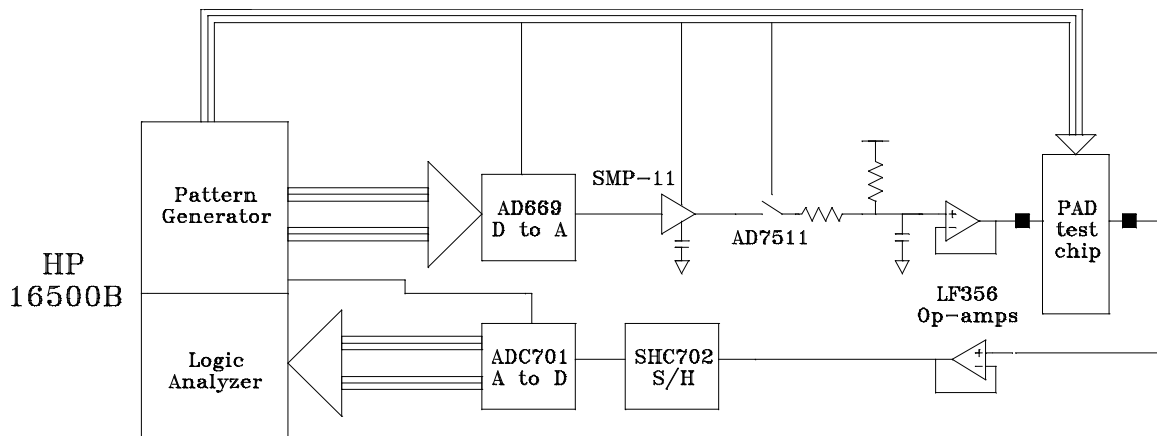 HP
16500B
Pattern
Generator
Logic
Analyzer
AD669
D to A
SMP-11
AD7511
PAD
test
chip
LF356
Op-amps
ADC701
A to D
SHC702
S/H
+
−
+
−